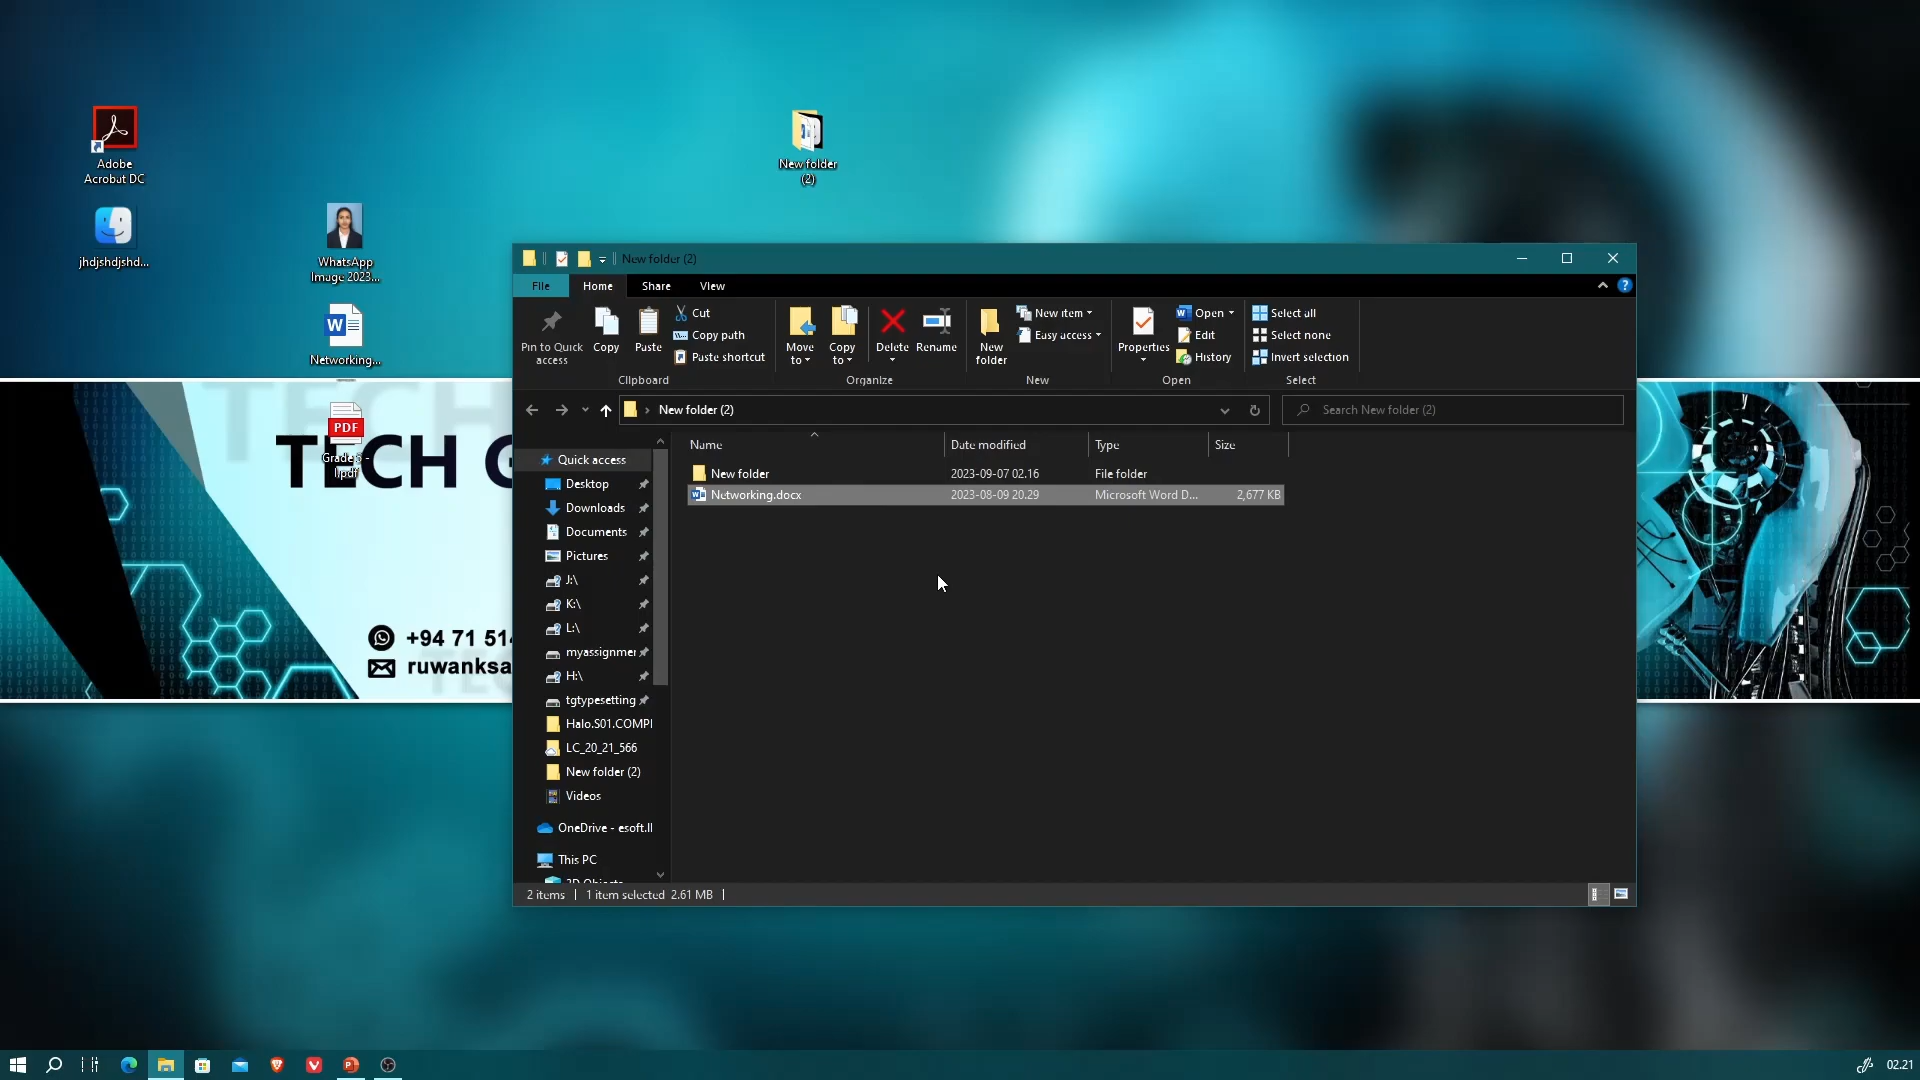 Adobe
Acrobat DC
jhdjshdjshd...
WhatsApp
Image 2023...
W
Networking...
PDF
TECH G
+94 71 51
ruwanksa
New folder
(2)
New folder (2)
File
Home
Share
View
Pin to Quick
access
Copy
Paste
Cut
Copy path
Paste shortcut
Clipboard
Move
to
Copy
to
Delete
Rename
Organize
New
folder
New item
Easy access
New
Properties
Open
Edit
History
Open
Select all
Select none
Invert selection
Select
New folder (2)
Search New folder (2)
Name
Date modified
Type
Size
New folder
2023-09-07 02.16
File folder
Networking.docx
2023-08-09 20.29
Microsoft Word D...
2,677 KB
Quick access
Desktop
Downloads
Documents
Pictures
J:\
K:\
L:\
myassignmer
H:\
tgtypesetting
Halo.S01.COMPI
LC_20_21_566
New folder (2)
Videos
OneDrive - esoft.ll
This PC
2 items
1 item selected 2.61 MB
02.21